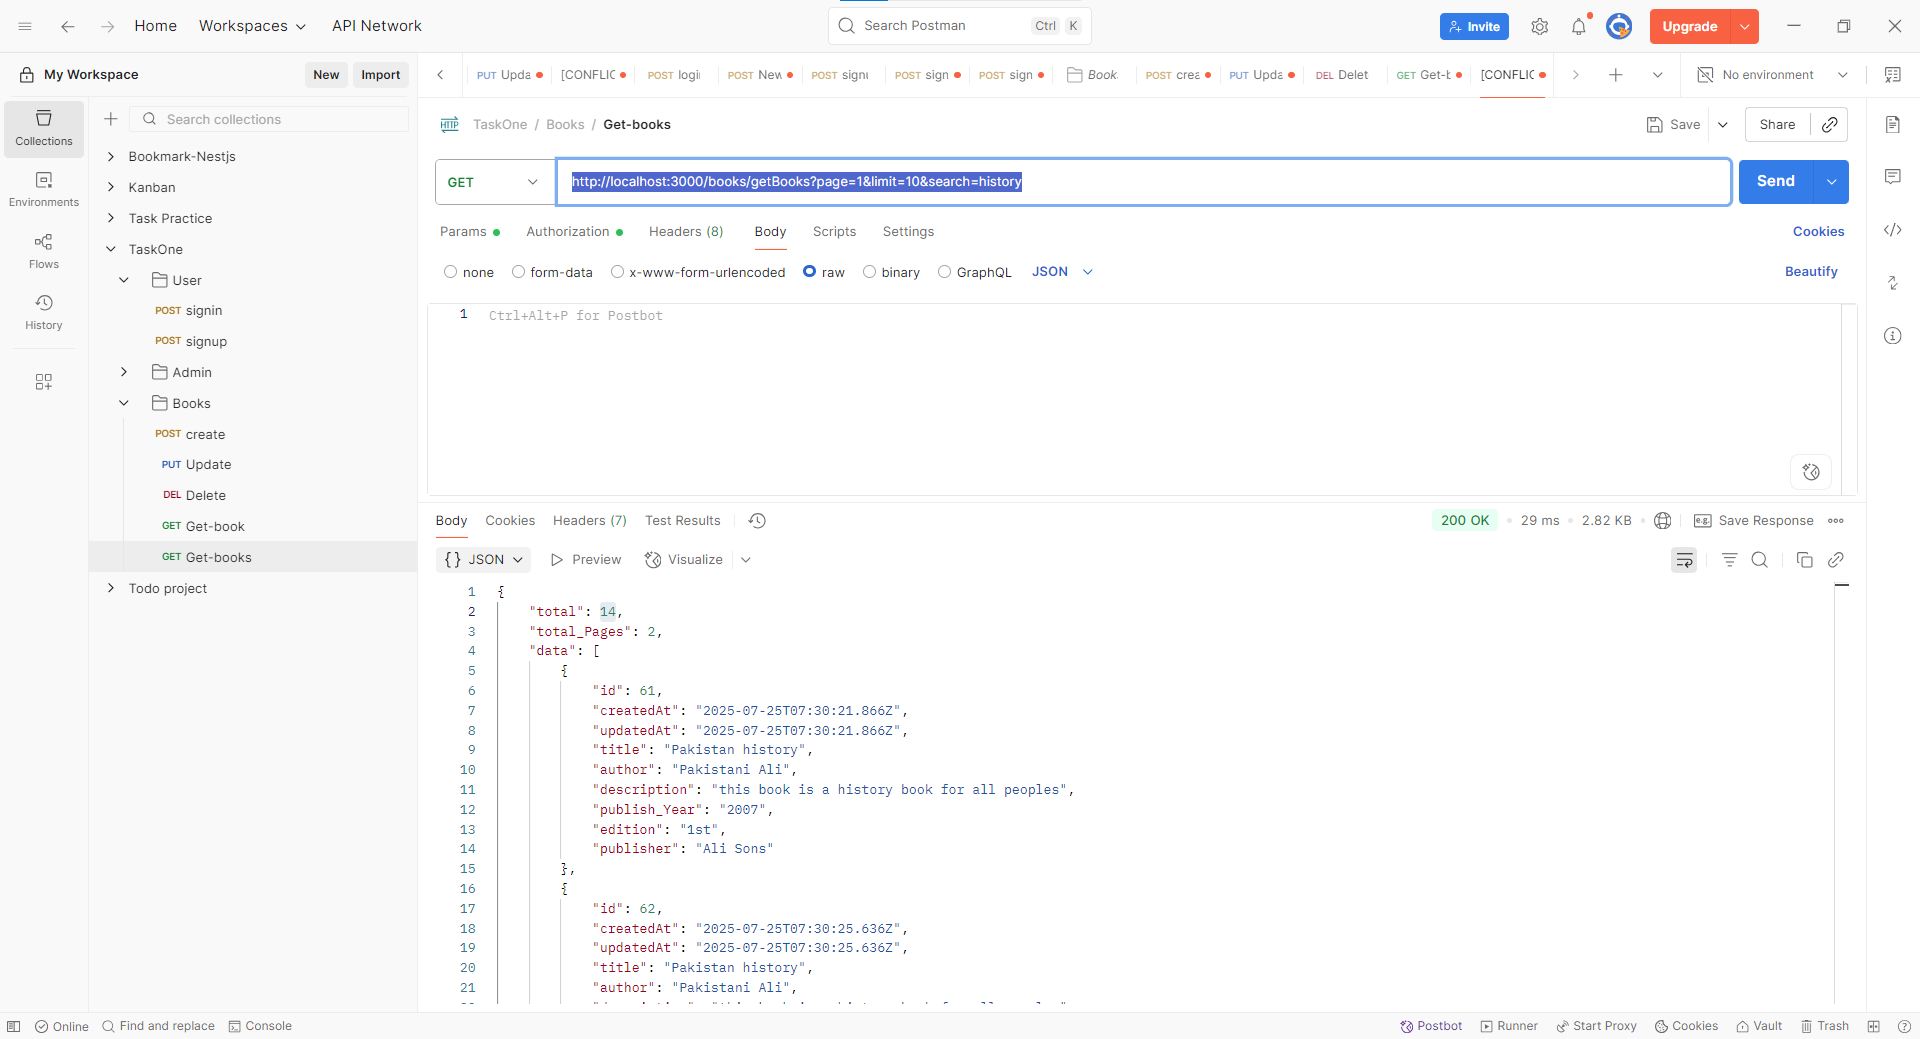 Home Workspaces API Network Search Postman Ctrl K Invite Upgrade
My Workspace New Import PUT Upda [CONFLIC POST logi POST New POST signu POST sign POST sign Book POST crea PUT Upda DEL Delet GET Get-b [CONFLIC No environment
Collections
Environments
Flows
History
Search collections
Bookmark-Nestjs
Kanban
Task Practice
TaskOne
User
POST signin
POST signup
Admin
Books
POST create
PUT Update
DEL Delete
GET Get-book
GET Get-books
Todo project
HTTP TaskOne / Books / Get-books Save Share
GET http://localhost:3000/books/getBooks?page=1&limit=10&search=history Send
Params Authorization Headers (8) Body Scripts Settings Cookies
none form-data x-www-form-urlencoded raw binary GraphQL JSON Beautify
1 Ctrl+Alt+P for Postbot
Body Cookies Headers (7) Test Results 200 OK 29 ms 2.82 KB e.g. Save Response
{} JSON Preview Visualize
1 {
2 "total": 14,
3 "total_Pages": 2,
4 "data": [
5 {
6 "id": 61,
7 "createdAt": "2025-07-25T07:30:21.866Z",
8 "updatedAt": "2025-07-25T07:30:21.866Z",
9 "title": "Pakistan history",
10 "author": "Pakistani Ali",
11 "description": "this book is a history book for all peoples",
12 "publish_Year": "2007",
13 "edition": "1st",
14 "publisher": "Ali Sons"
15 },
16 {
17 "id": 62,
18 "createdAt": "2025-07-25T07:30:25.636Z",
19 "updatedAt": "2025-07-25T07:30:25.636Z",
20 "title": "Pakistan history",
21 "author": "Pakistani Ali",
Online Find and replace Console Postbot Runner Start Proxy Cookies Vault Trash